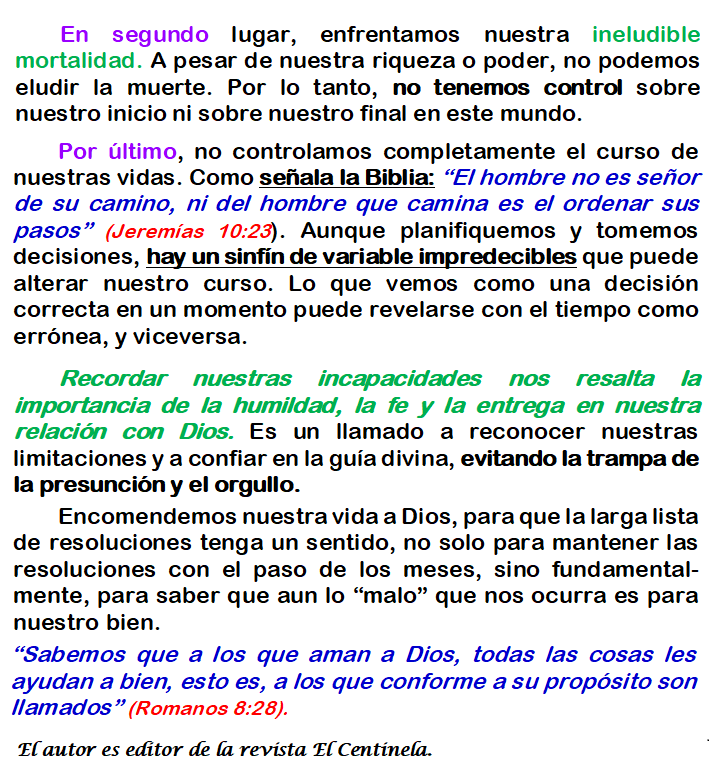 En segundo lugar, enfrentamos nuestra ineludible
mortalidad. A pesar de nuestra riqueza o poder, no podemos
eludir la muerte. Por lo tanto, no tenemos control sobre
nuestro inicio ni sobre nuestro final en este mundo.
Por último, no controlamos completamente el curso de
nuestras vidas. Como señala la Biblia: “El hombre no es señor
de su camino, ni del hombre que camina es el ordenar sus
pasos” (Jeremías 10:23). Aunque planifiquemos y tomemos
decisiones, hay un sinfín de variable impredecibles que puede
alterar nuestro curso. Lo que vemos como una decisión
correcta en un momento puede revelarse con el tiempo como
errónea, y viceversa.
Recordar nuestras incapacidades nos resalta la
importancia de la humildad, la fe y la entrega en nuestra
relación con Dios. Es un llamado a reconocer nuestras
limitaciones y a confiar en la guía divina, evitando la trampa de
la presunción y el orgullo.
Encomendemos nuestra vida a Dios, para que la larga lista
de resoluciones tenga un sentido, no solo para mantener las
resoluciones con el paso de los meses, sino fundamental-
mente, para saber que aun lo “malo” que nos ocurra es para
nuestro bien.
“Sabemos que a los que aman a Dios, todas las cosas les
ayudan a bien, esto es, a los que conforme a su propósito son
llamados” (Romanos 8:28).
El autor es editor de la revista El Centinela.